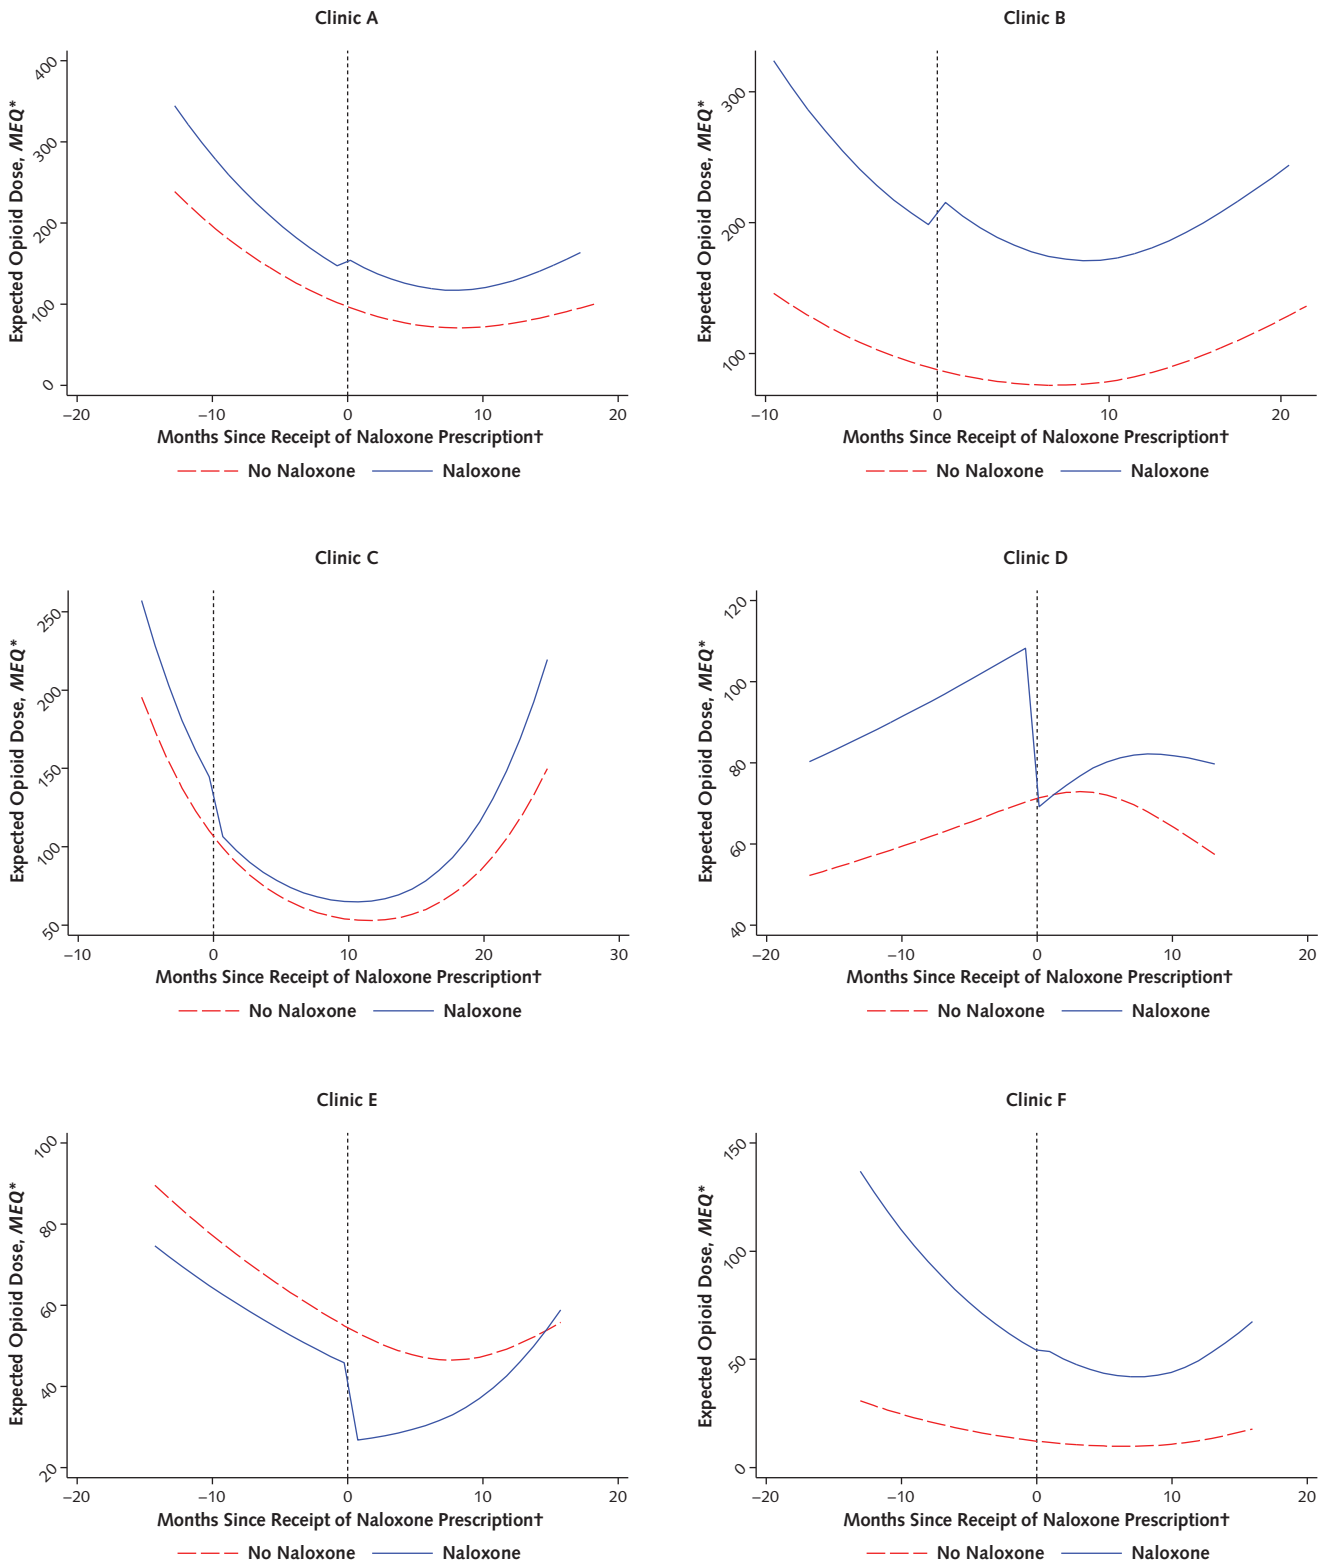 Clinic A
Expected Opioid Dose, MEQ*
400
300
200
100
0
−20 −10 0 10 20
Months Since Receipt of Naloxone Prescription†
No Naloxone Naloxone
Clinic B
Expected Opioid Dose, MEQ*
300
200
100
−10 0 10 20
Months Since Receipt of Naloxone Prescription†
No Naloxone Naloxone
Clinic C
Expected Opioid Dose, MEQ*
250
200
150
100
50
−10 0 10 20 30
Months Since Receipt of Naloxone Prescription†
No Naloxone Naloxone
Clinic D
Expected Opioid Dose, MEQ*
120
100
80
60
40
−20 −10 0 10 20
Months Since Receipt of Naloxone Prescription†
No Naloxone Naloxone
Clinic E
Expected Opioid Dose, MEQ*
100
80
60
40
20
−20 −10 0 10 20
Months Since Receipt of Naloxone Prescription†
No Naloxone Naloxone
Clinic F
Expected Opioid Dose, MEQ*
150
100
50
0
−20 −10 0 10 20
Months Since Receipt of Naloxone Prescription†
No Naloxone Naloxone